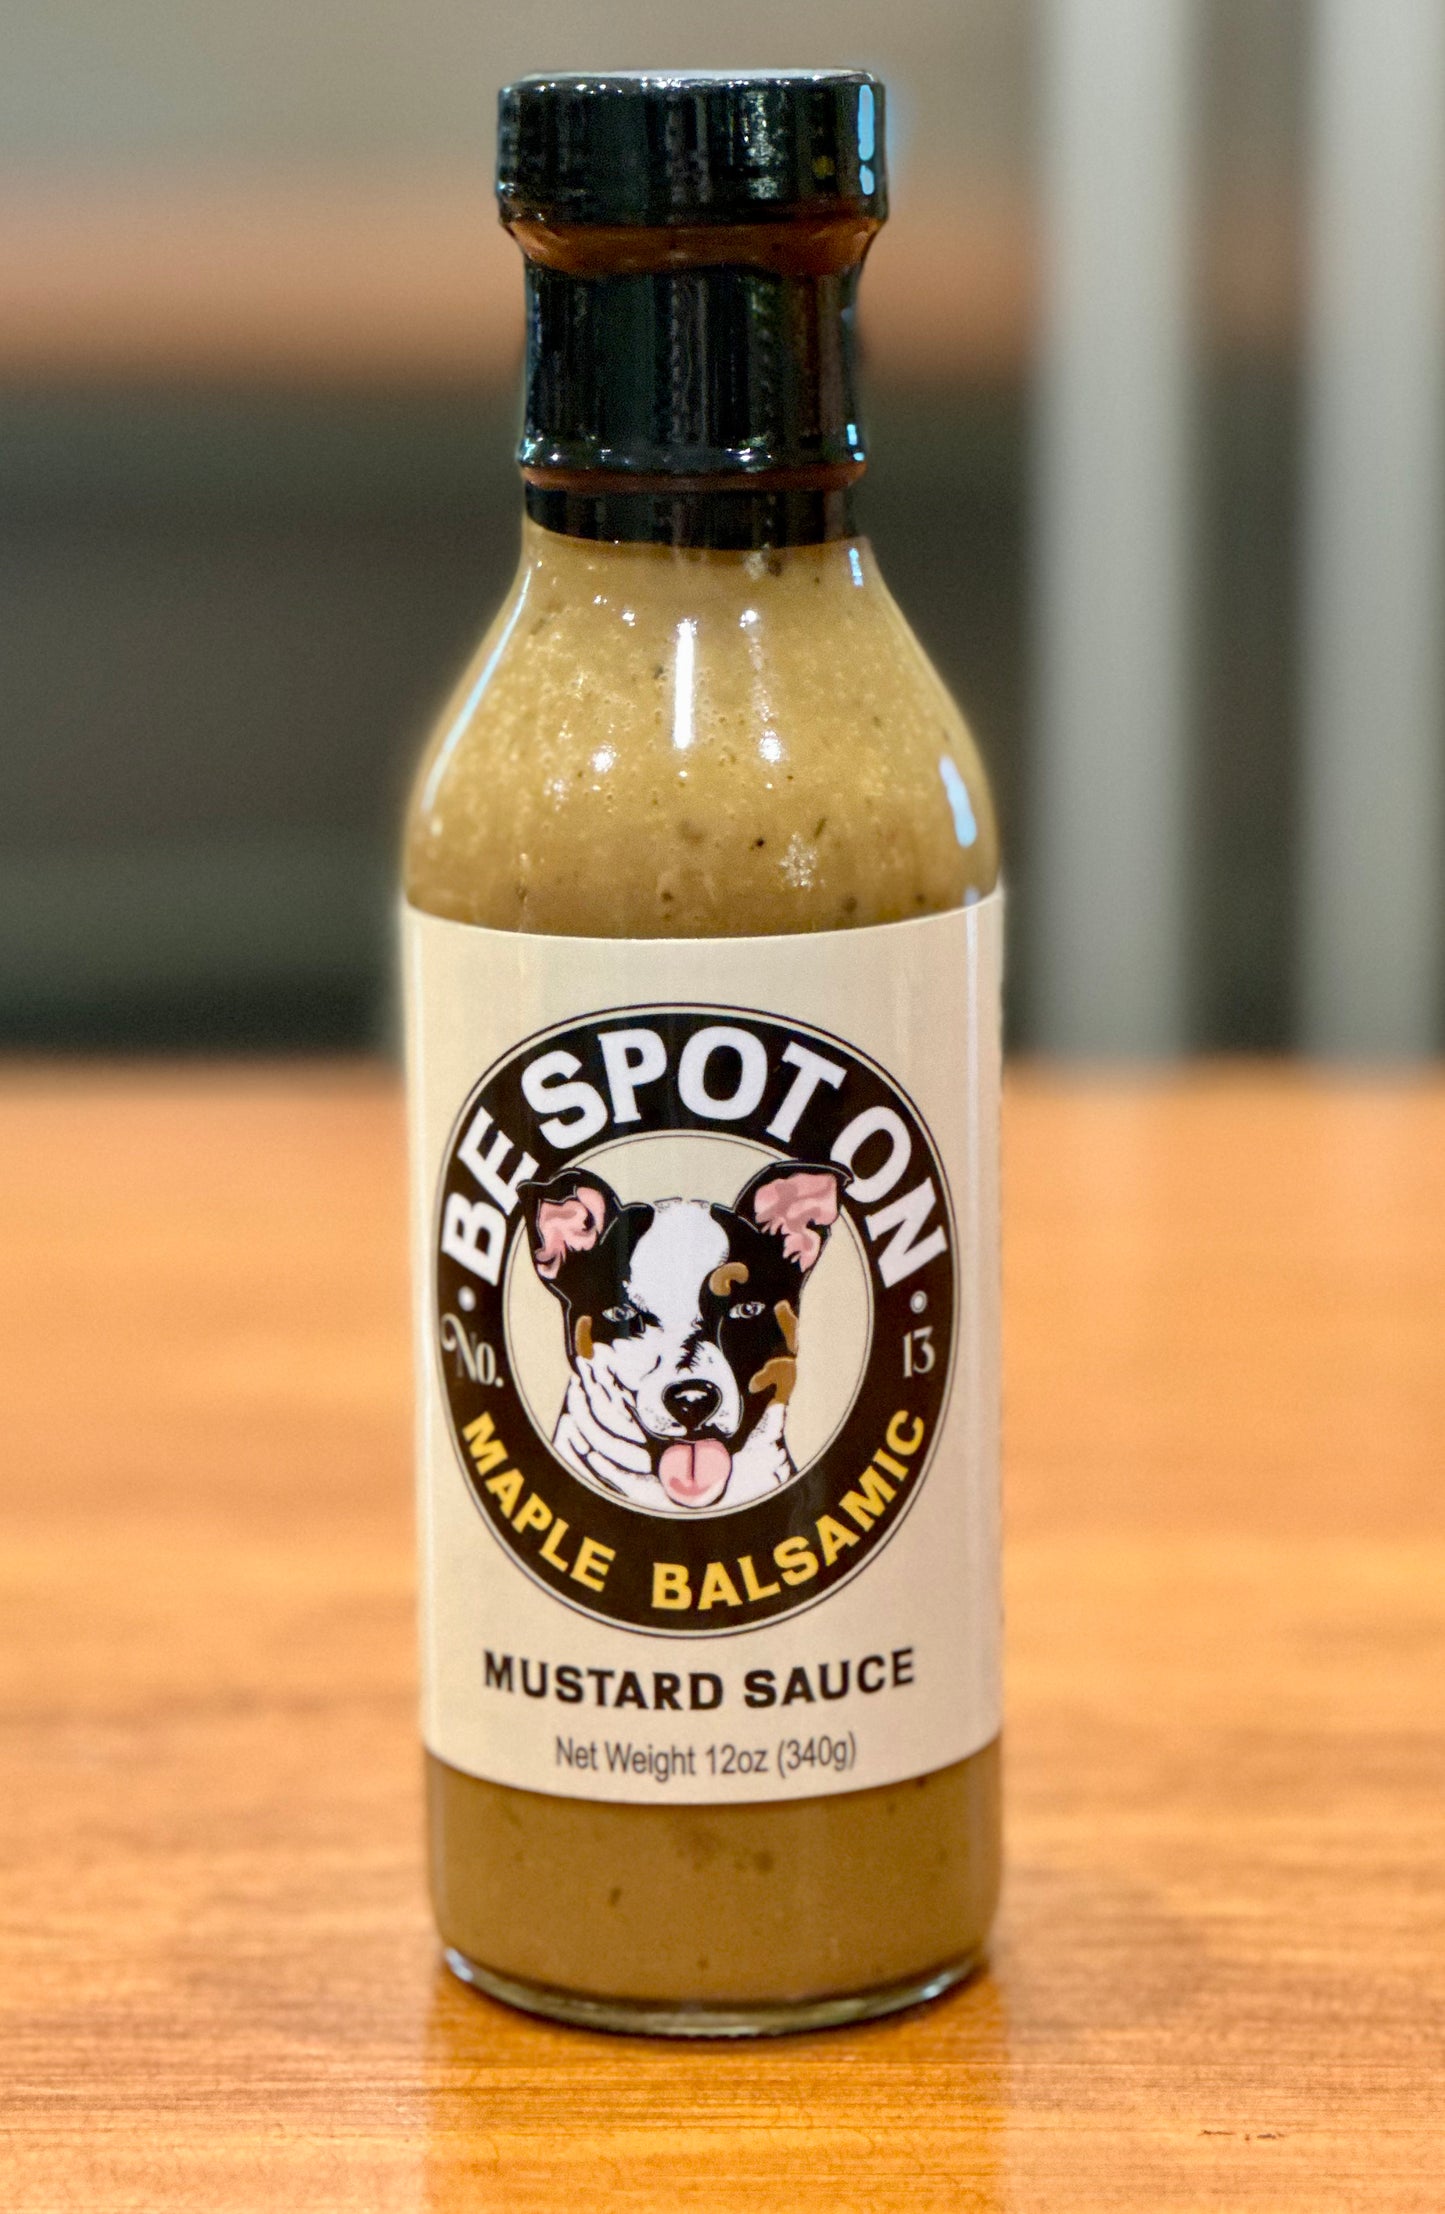 BE SPOT ON
No. 13
MAPLE BALSAMIC
MUSTARD SAUCE
Net Weight 12oz (340g)